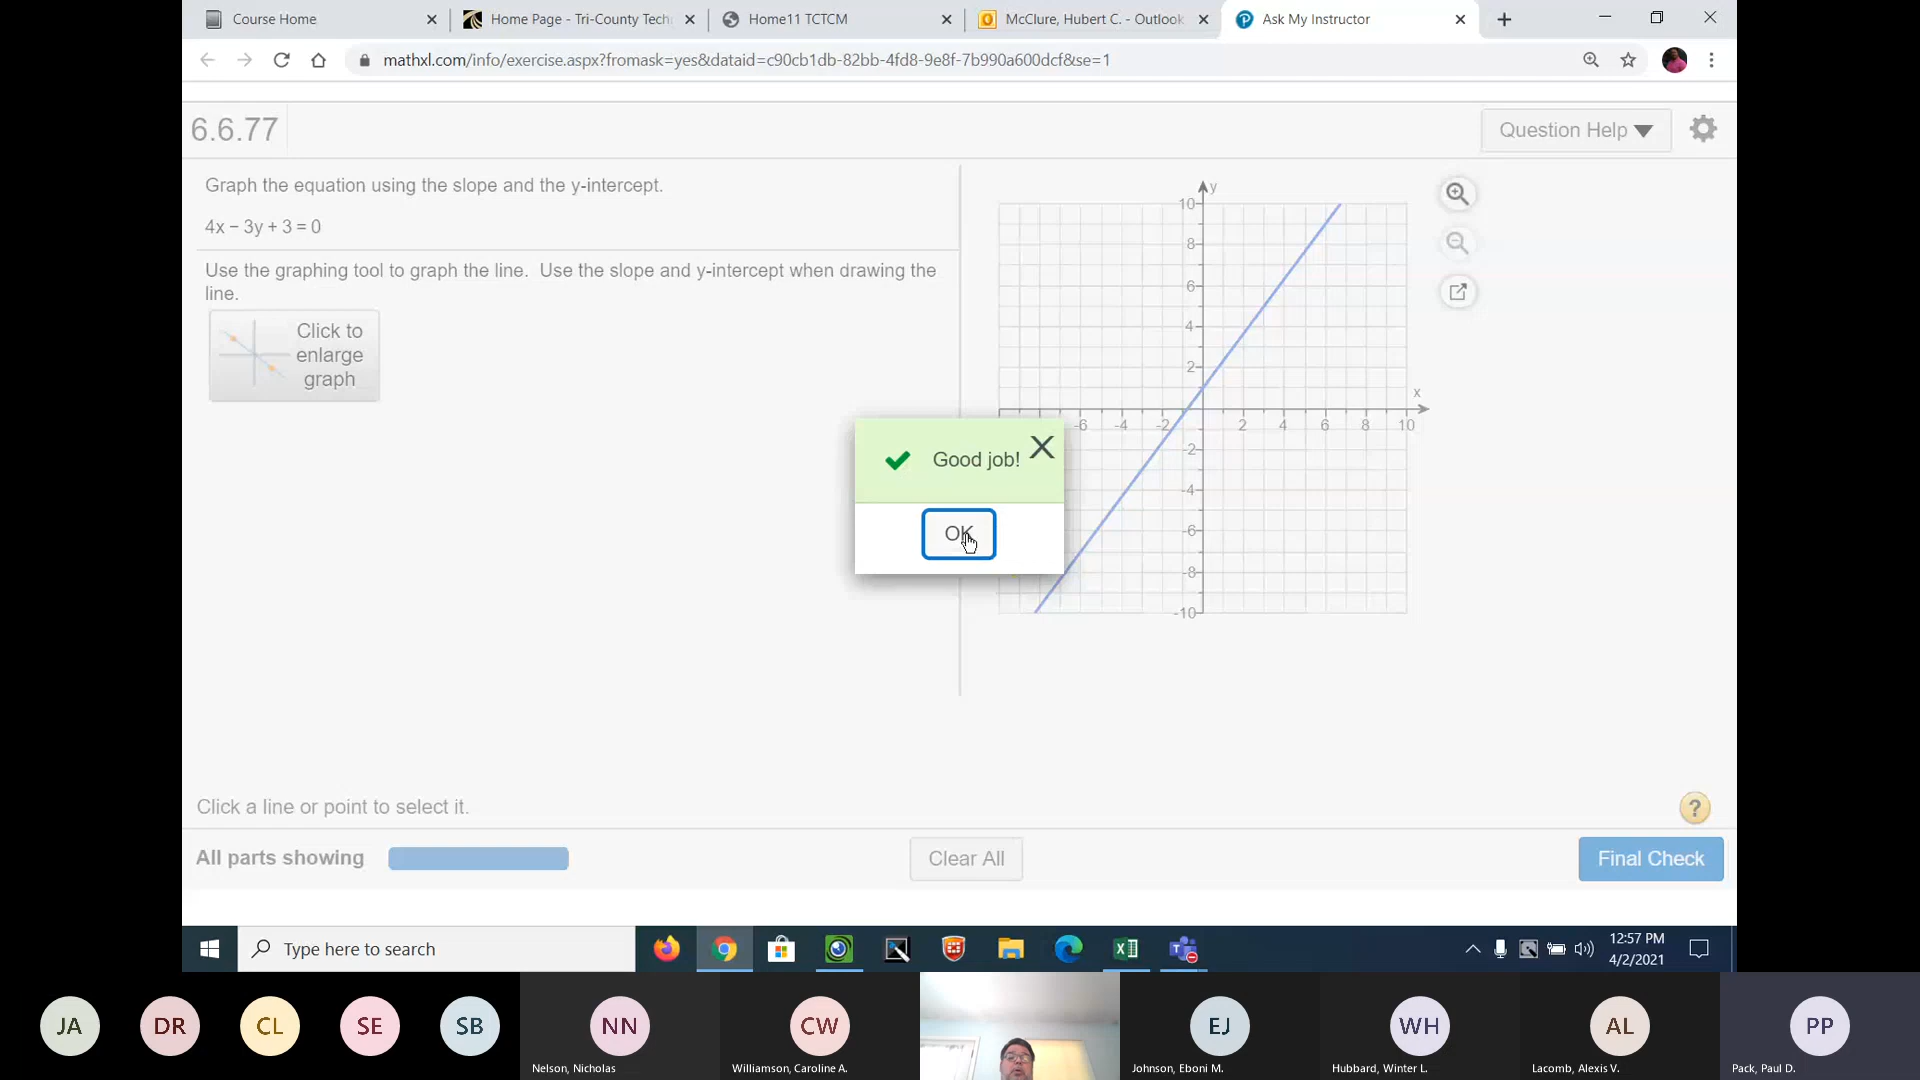 Course Home
Home Page - Tri-County Tech
Home11 TCTCM
McClure, Hubert C. - Outlook
Ask My Instructor
mathxl.com/info/exercise.aspx?fromask=yes&dataid=c90cb1db-82bb-4fd8-9e8f-7b990a600dcf&se=1
6.6.77
Question Help
Graph the equation using the slope and the y-intercept.
4x − 3y + 3 = 0
Use the graphing tool to graph the line. Use the slope and y-intercept when drawing the
line.
Click to
enlarge
graph
y
10
8
6
4
2
x
-6 -4 -2 2 4 6 8 10
-2
-4
-6
-8
-10
Good job!
OK
Click a line or point to select it.
?
All parts showing
Clear All
Final Check
Type here to search
12:57 PM
4/2/2021
JA
DR
CL
SE
SB
NN
Nelson, Nicholas
CW
Williamson, Caroline A.
EJ
Johnson, Eboni M.
WH
Hubbard, Winter L.
AL
Lacomb, Alexis V.
PP
Pack, Paul D.